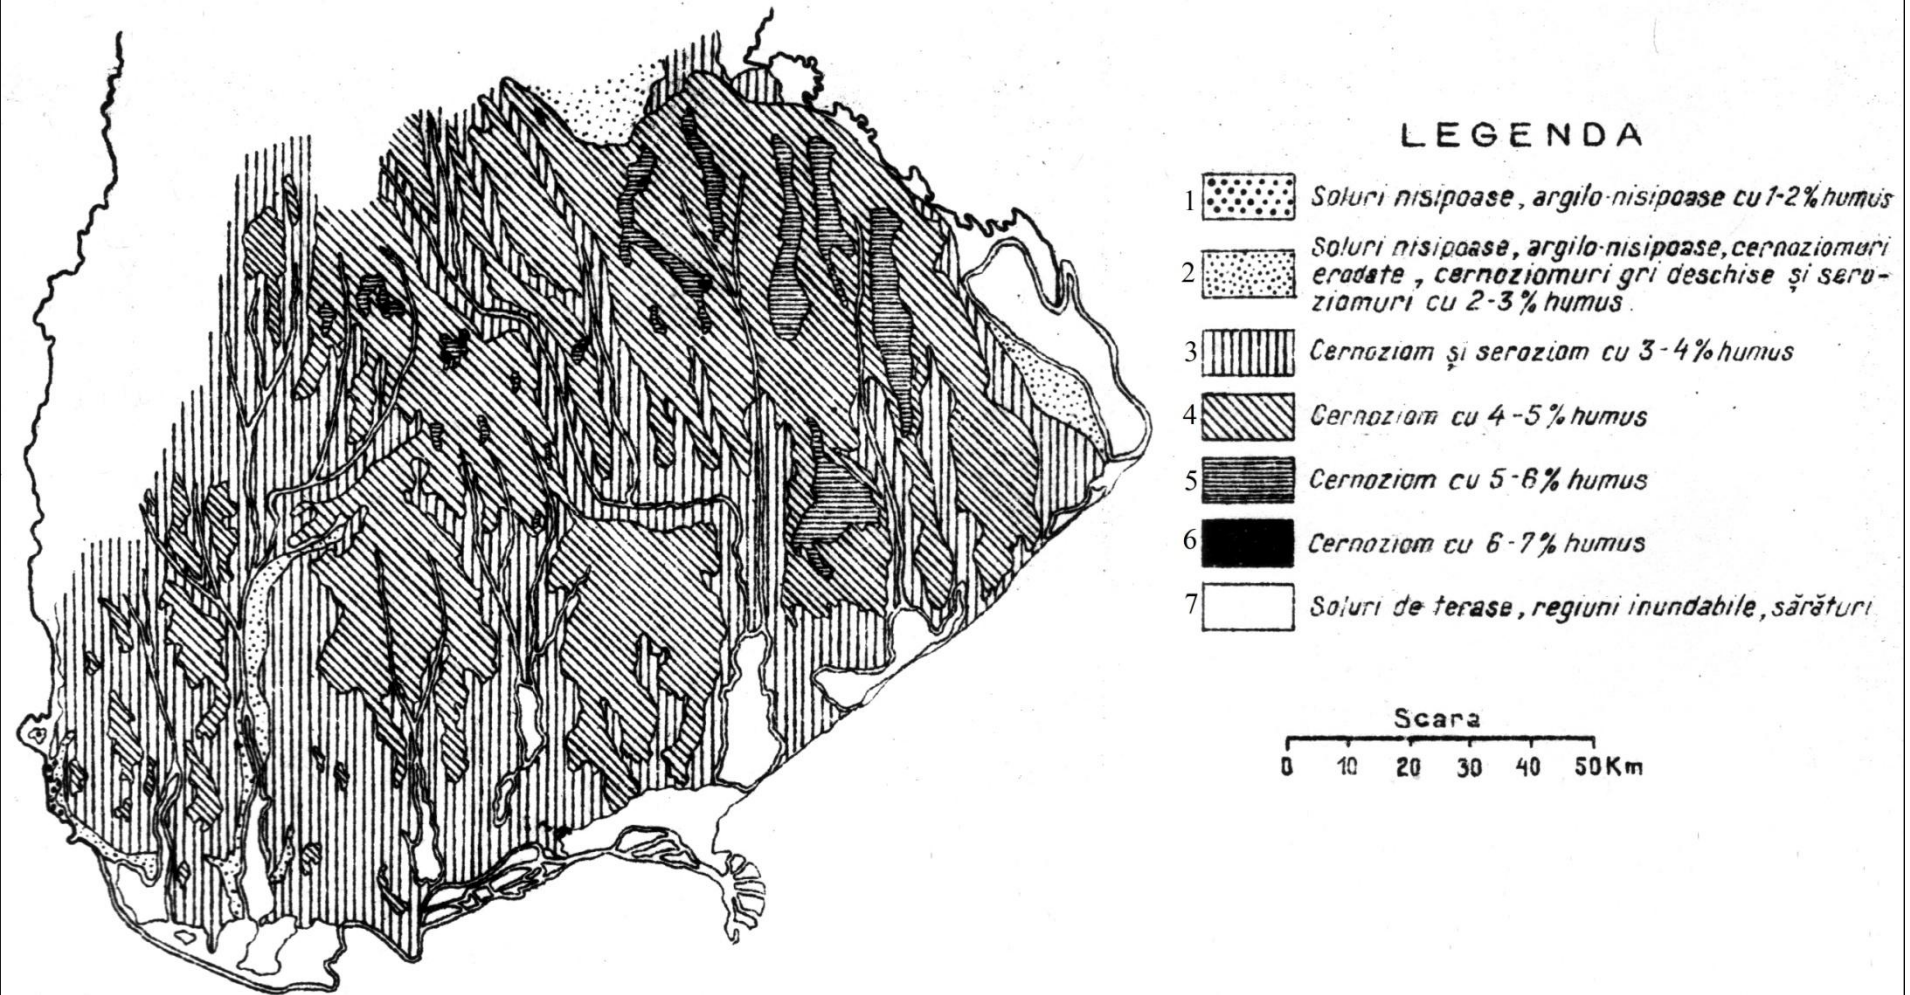 LEGENDA
1 Soluri nisipoase, argilo-nisipoase cu 1-2% humus
2 Soluri nisipoase, argilo-nisipoase, cernoziomuri
erodate, cernoziomuri gri deschise și sero-
ziomuri cu 2-3% humus.
3 Cernoziom și seroziom cu 3-4% humus
4 Cernoziom cu 4-5% humus
5 Cernoziom cu 5-6% humus
6 Cernoziom cu 6-7% humus
7 Soluri de terase, regiuni inundabile, sărături
Scara
0 10 20 30 40 50 Km